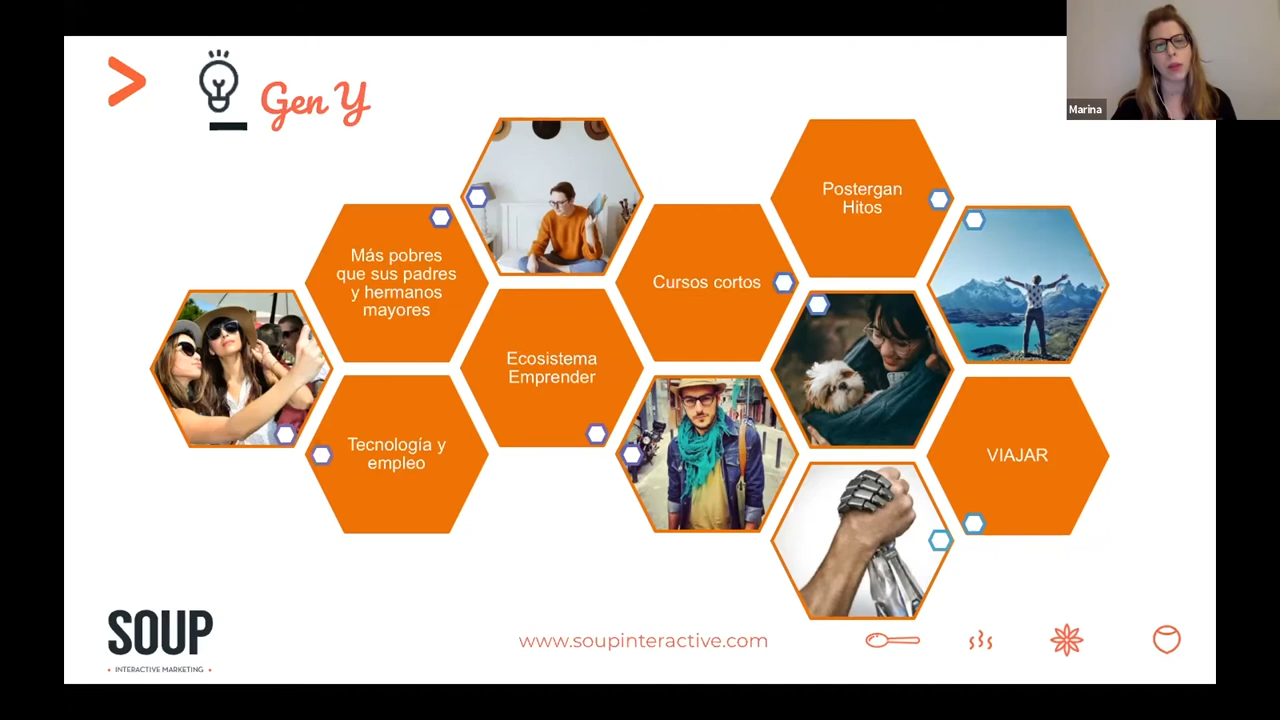 >
Gen Y
Marina
Postergan
Hitos
Más pobres
que sus padres
y hermanos
mayores
Cursos cortos
Ecosistema
Emprender
Tecnología y
empleo
VIAJAR
SOUP
• INTERACTIVE MARKETING •
www.soupinteractive.com